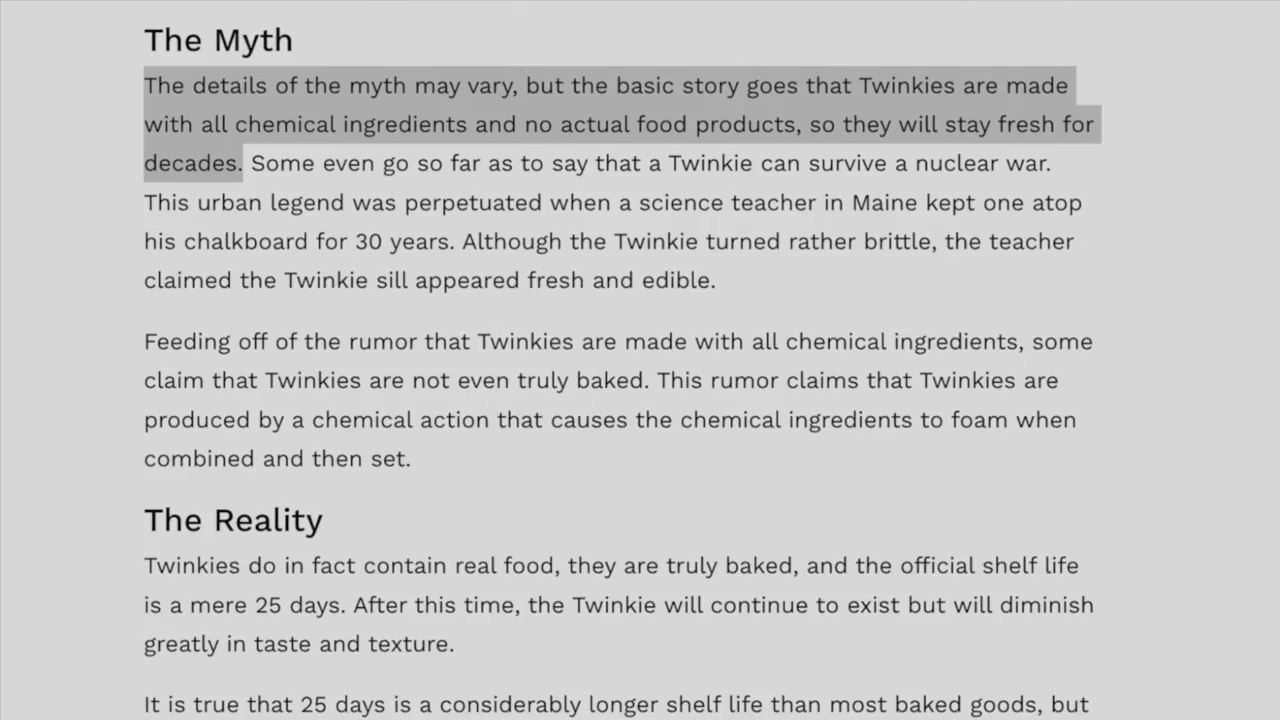 The Myth
The details of the myth may vary, but the basic story goes that Twinkies are made
with all chemical ingredients and no actual food products, so they will stay fresh for
decades. Some even go so far as to say that a Twinkie can survive a nuclear war.
This urban legend was perpetuated when a science teacher in Maine kept one atop
his chalkboard for 30 years. Although the Twinkie turned rather brittle, the teacher
claimed the Twinkie sill appeared fresh and edible.
Feeding off of the rumor that Twinkies are made with all chemical ingredients, some
claim that Twinkies are not even truly baked. This rumor claims that Twinkies are
produced by a chemical action that causes the chemical ingredients to foam when
combined and then set.
The Reality
Twinkies do in fact contain real food, they are truly baked, and the official shelf life
is a mere 25 days. After this time, the Twinkie will continue to exist but will diminish
greatly in taste and texture.
It is true that 25 days is a considerably longer shelf life than most baked goods, but